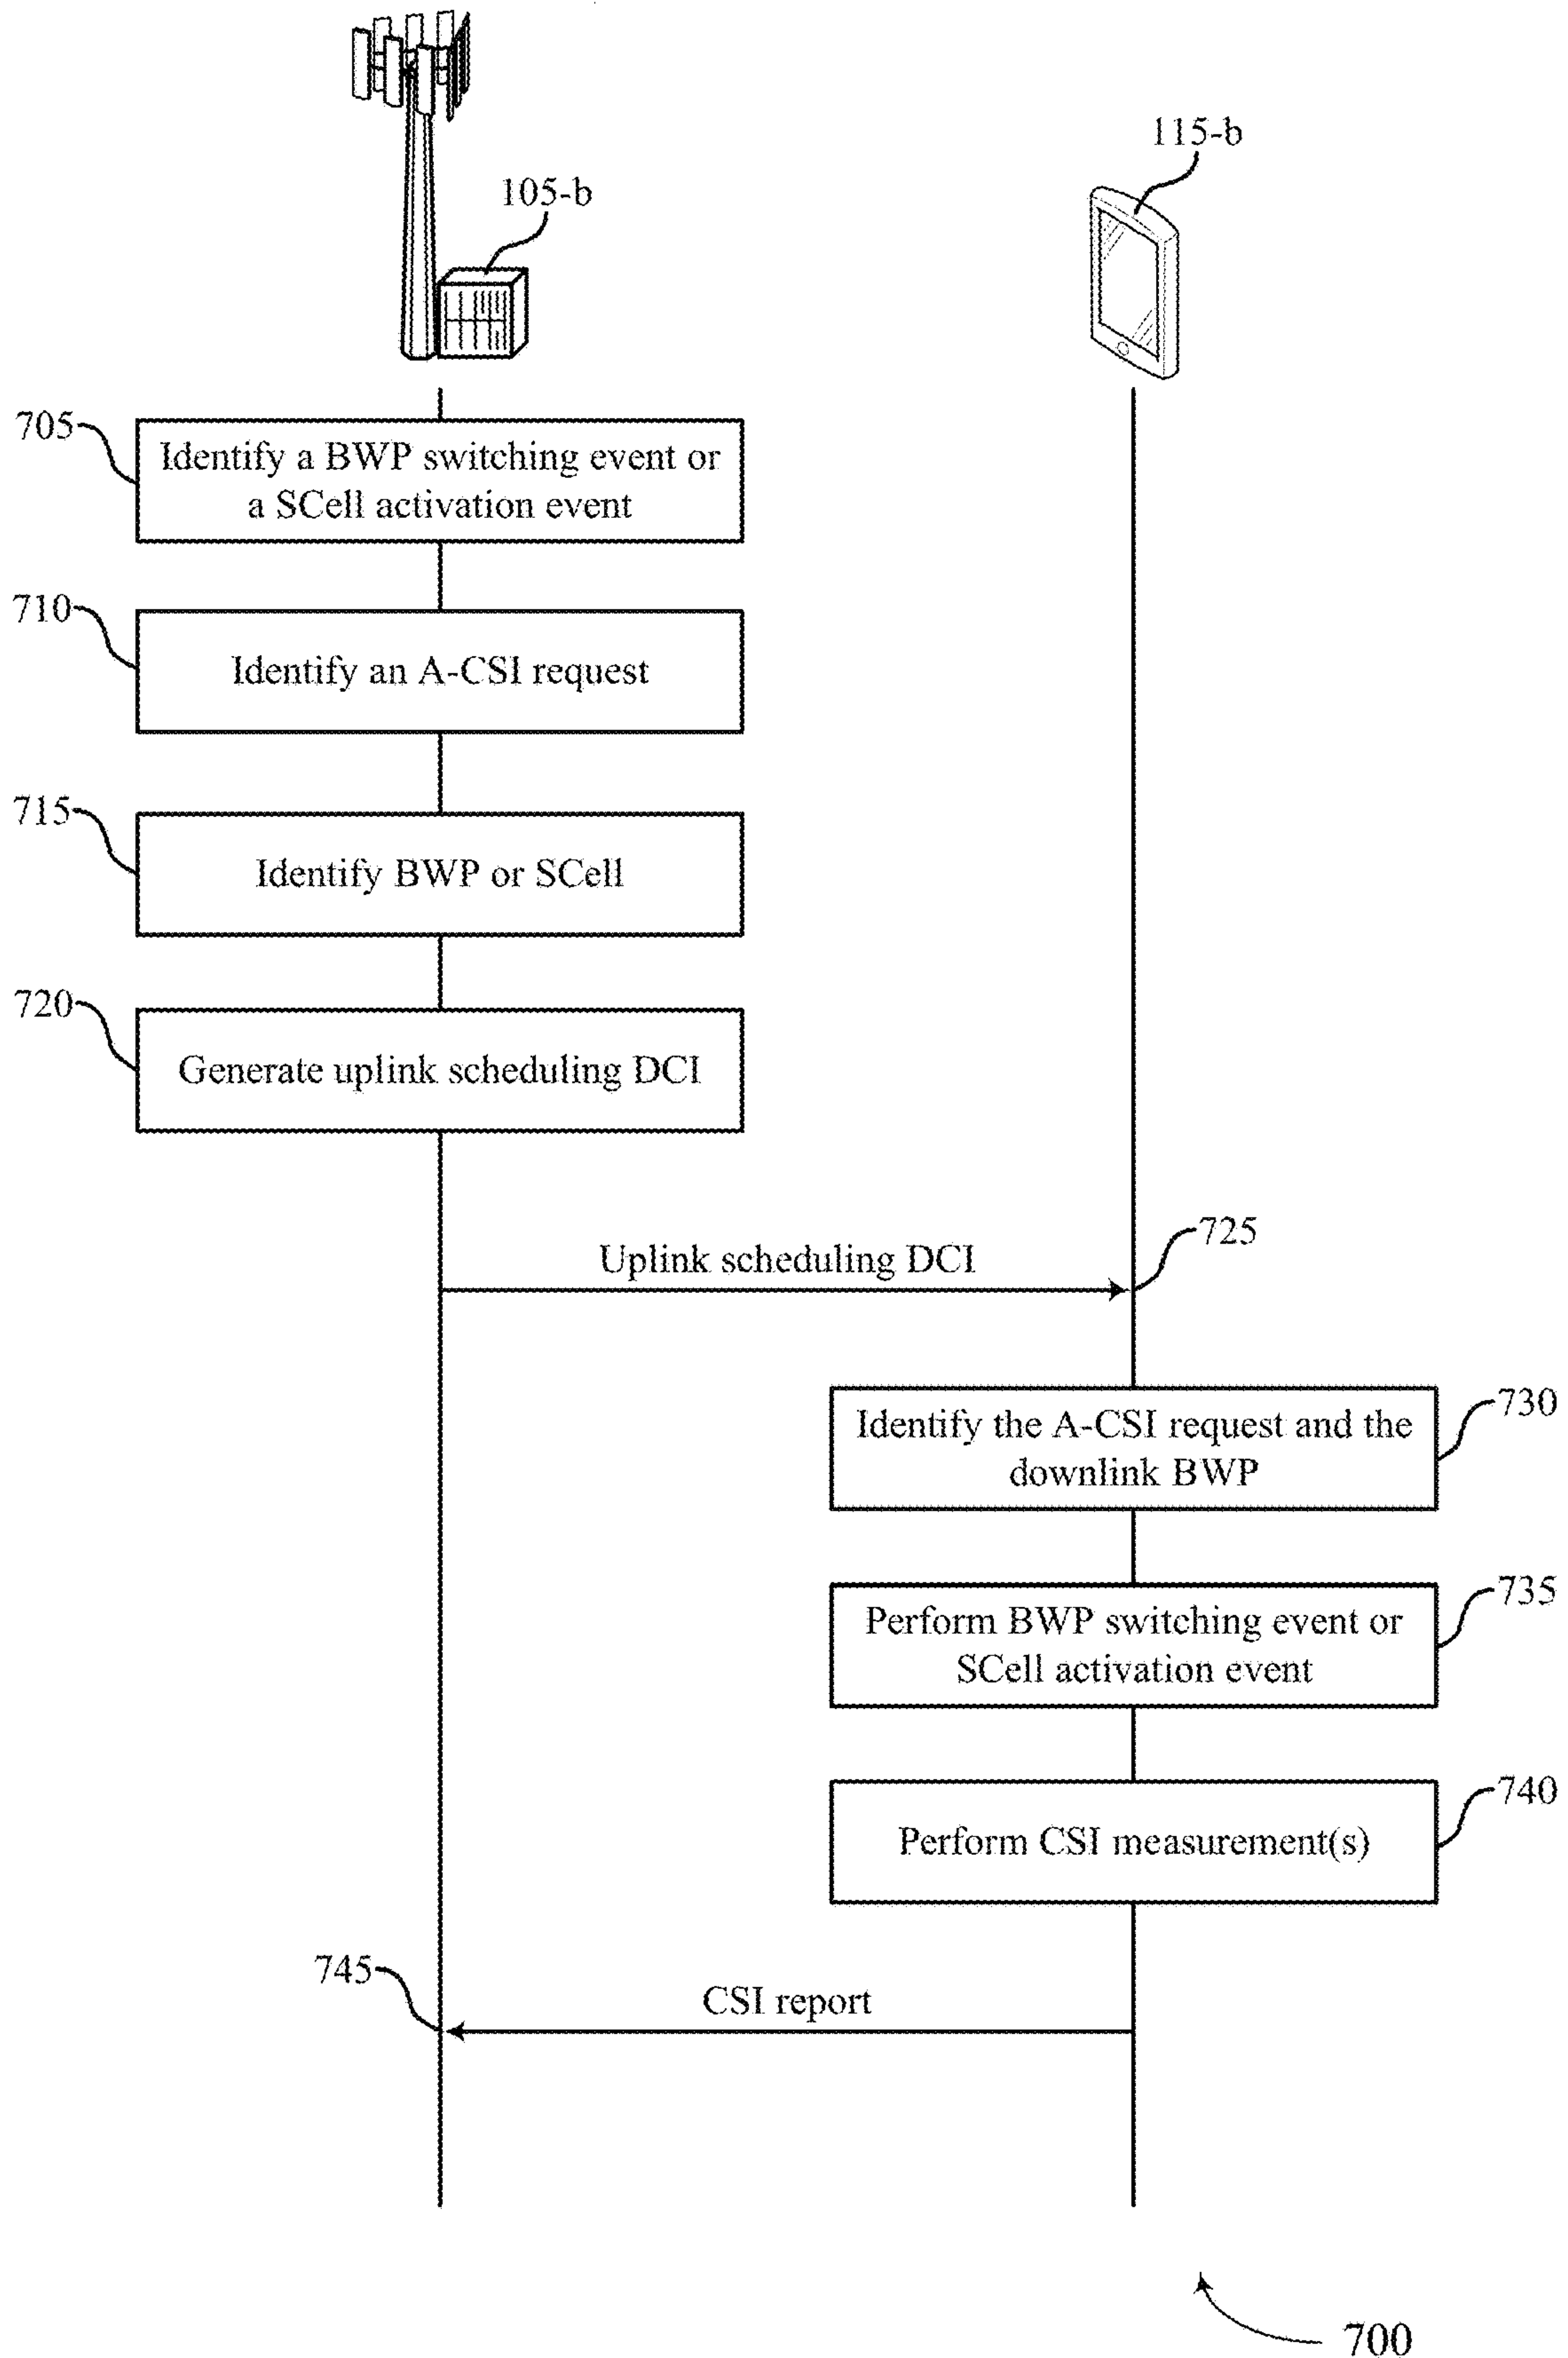 105-b
115-b
705
Identify a BWP switching event or
a SCell activation event
710
Identify an A-CSI request
715
Identify BWP or SCell
720
Generate uplink scheduling DCI
Uplink scheduling DCI
725
Identify the A-CSI request and the
downlink BWP
730
Perform BWP switching event or
SCell activation event
735
Perform CSI measurement(s)
740
745
CSI report
700